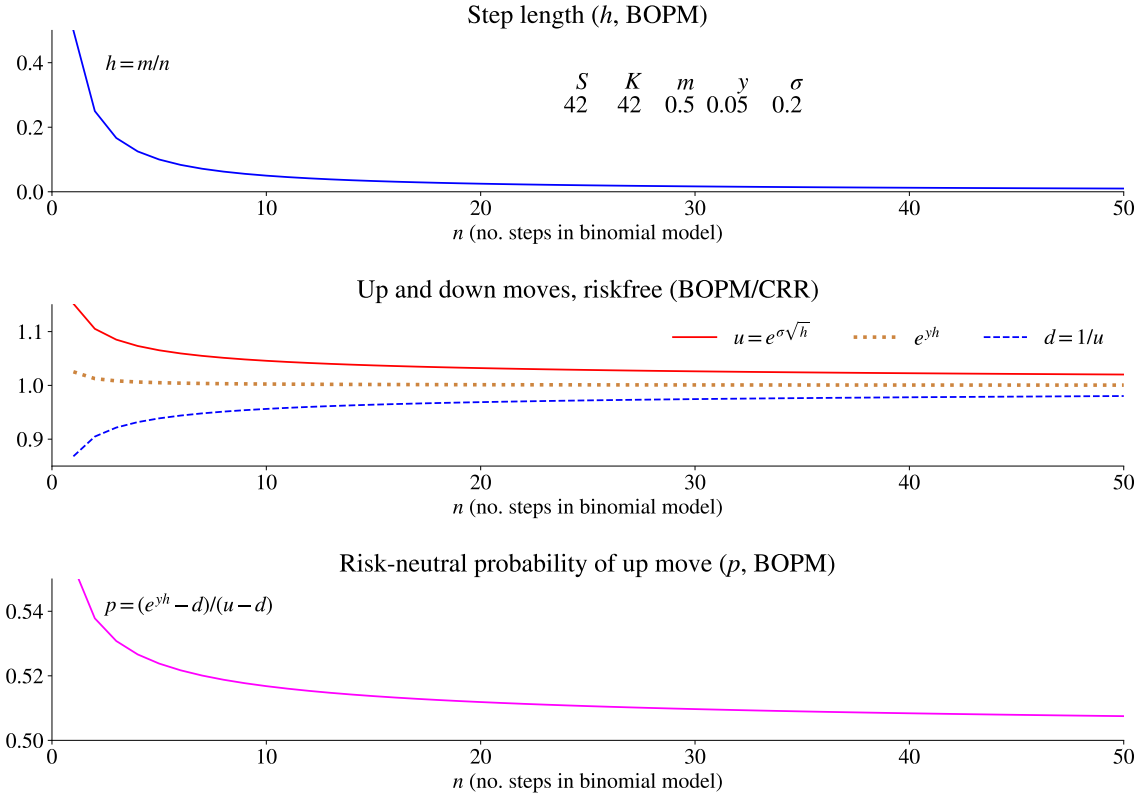 Step length (h, BOPM)
0.4
0.2
0.0
h = m/n
S K m y σ
42 42 0.5 0.05 0.2
0 10 20 30 40 50
n (no. steps in binomial model)
Up and down moves, riskfree (BOPM/CRR)
1.1
1.0
0.9
u = e^{σ√h} e^{yh} d = 1/u
0 10 20 30 40 50
n (no. steps in binomial model)
Risk-neutral probability of up move (p, BOPM)
0.54
0.52
0.50
p = (e^{yh} − d)/(u − d)
0 10 20 30 40 50
n (no. steps in binomial model)